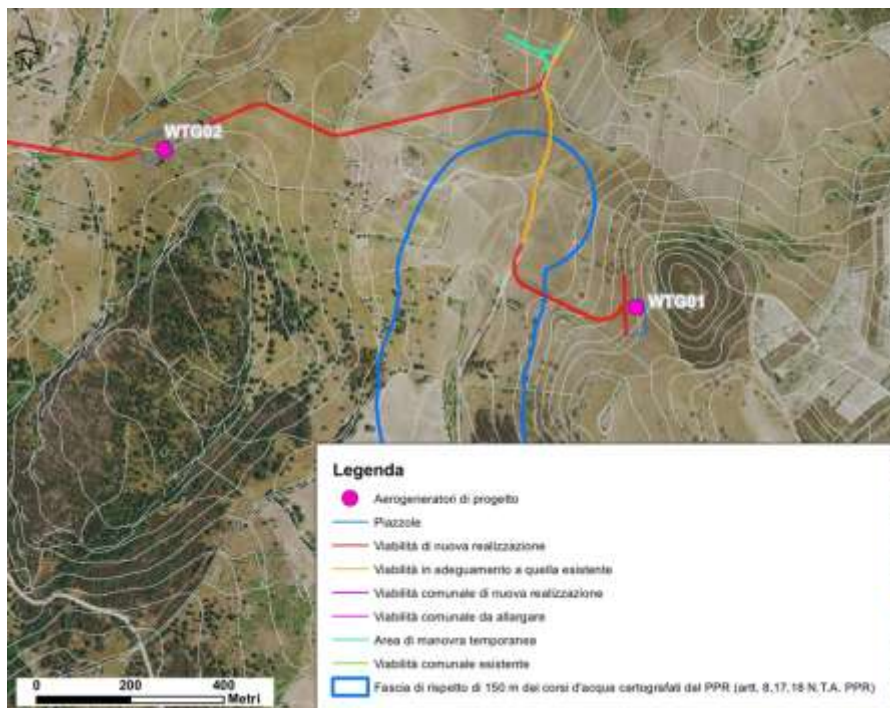 WTG02
WTG01
Legenda
Aerogeneratori di progetto
Piazzole
Viabilità di nuova realizzazione
Viabilità in adeguamento a quella esistente
Viabilità comunale di nuova realizzazione
Viabilità comunale da allargare
Area di manovra temporanea
Viabilità comunale esistente
Fascia di rispetto di 150 m dei corsi d'acqua cartografati dal PPR (artt. 8,17,18 N.T.A. PPR)
0 200 400
Metri